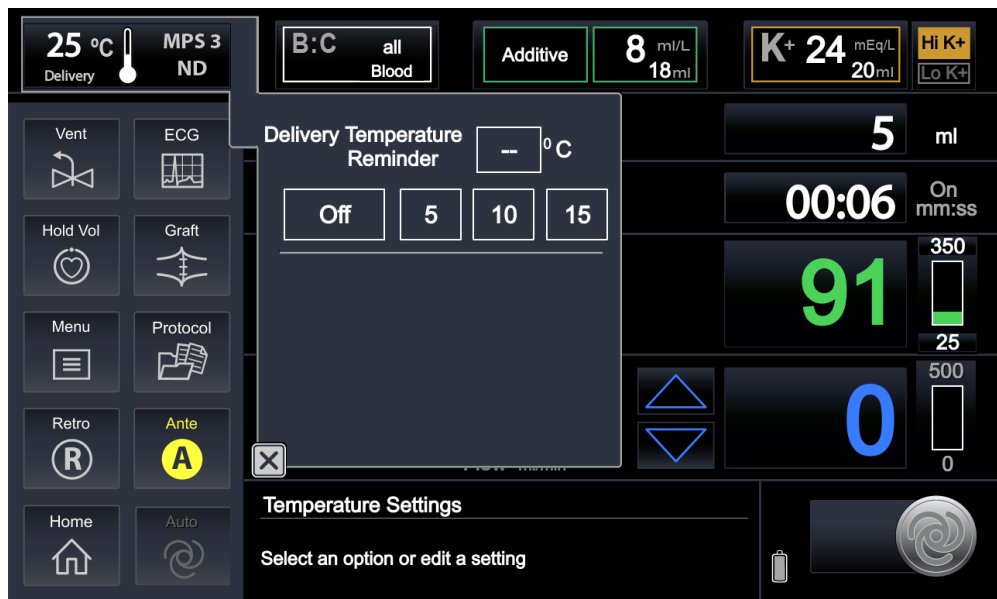 25 °C
Delivery
MPS 3
ND
B:C all
Blood
Additive
8 ml/L
18ml
K+ 24 mEq/L
20ml
Hi K+
Lo K+
Vent
ECG
Hold Vol
Graft
Menu
Protocol
Retro
R
Ante
A
Home
Auto
Delivery Temperature
Reminder
-- ⁰C
Off 5 10 15
5 ml
00:06 On
mm:ss
91
350
25
0
500
0
Temperature Settings
Select an option or edit a setting